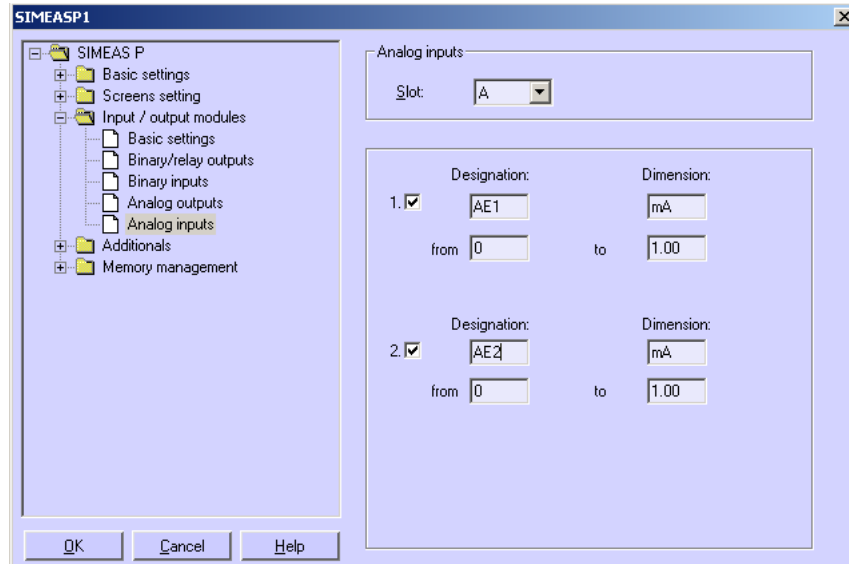 SIMEASP1
SIMEAS P
Basic settings
Screens setting
Input / output modules
Basic settings
Binary/relay outputs
Binary inputs
Analog outputs
Analog inputs
Additionals
Memory management
OK Cancel Help
Analog inputs
Slot: A
Designation: Dimension:
1. AE1 mA
from 0 to 1.00
Designation: Dimension:
2. AE2 mA
from 0 to 1.00